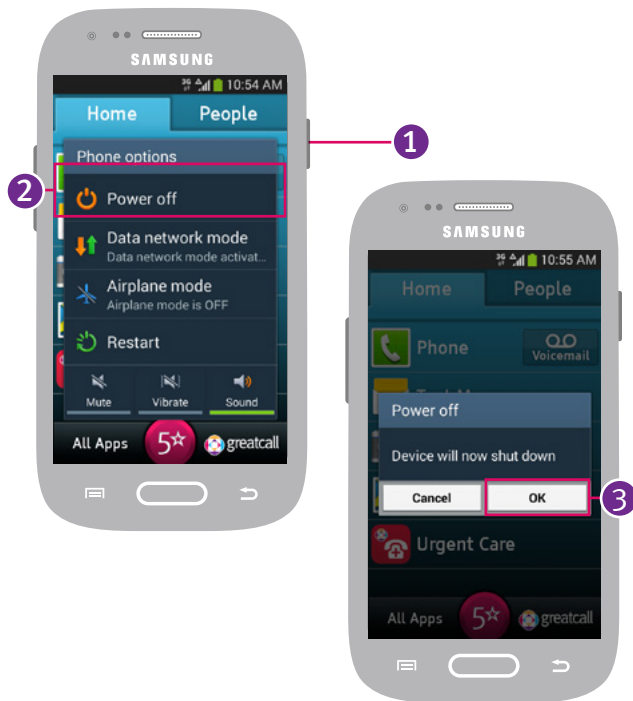 SAMSUNG
3G 10:54 AM
Home People
Phone options
Power off
Data network mode
Data network mode activat...
Airplane mode
Airplane mode is OFF
Restart
Mute Vibrate Sound
All Apps 5☆ greatcall
1
2
SAMSUNG
3G 10:55 AM
Home People
Phone Voicemail
Power off
Device will now shut down
Cancel OK
3
Urgent Care
All Apps 5☆ greatcall